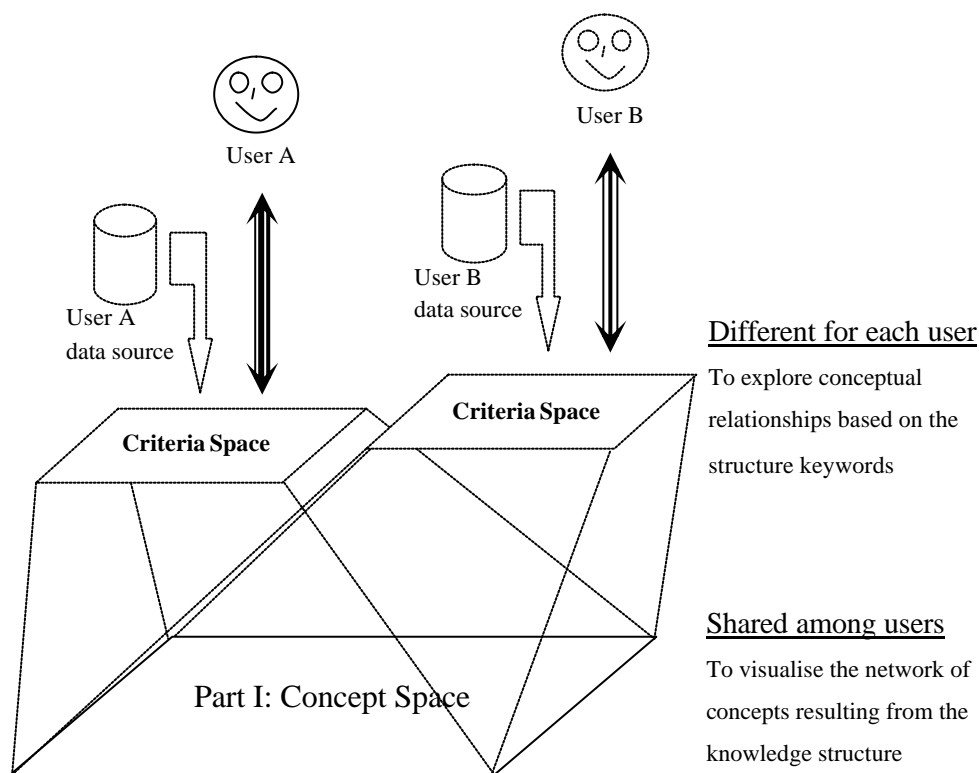 User B
User A
User B
data source
User A
data source
Different for each user
To explore conceptual
relationships based on the
structure keywords
Criteria Space
Criteria Space
Shared among users
To visualise the network of
concepts resulting from the
knowledge structure
Part I: Concept Space